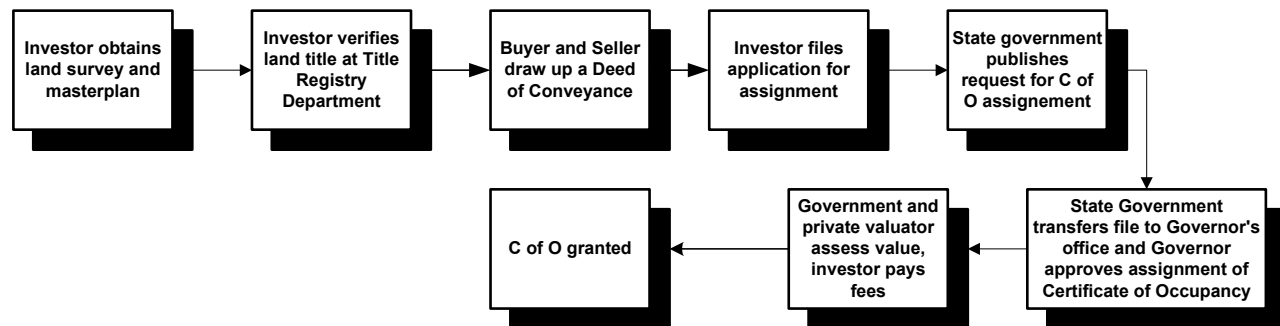 Investor obtains
land survey and
masterplan
Investor verifies
land title at Title
Registry
Department
Buyer and Seller
draw up a Deed
of Conveyance
Investor files
application for
assignment
State government
publishes
request for C of
O assignement
State Government
transfers file to Governor's
office and Governor
approves assignment of
Certificate of Occupancy
Government and
private valuator
assess value,
investor pays
fees
C of O granted